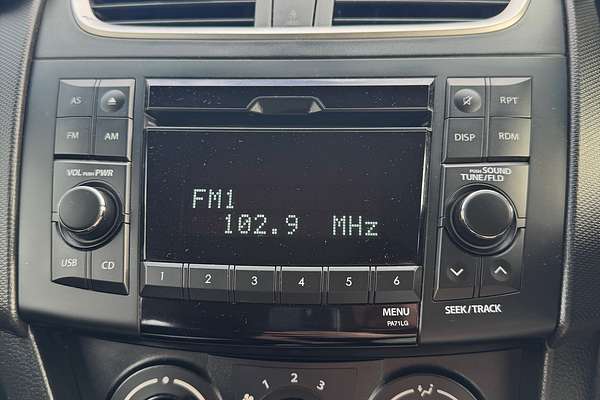 AS
FM AM
RPT
DISP RDM
VOL PUSH PWR
PUSH SOUND
TUNE/FLD
FM1
102.9 MHz
USB CD
1 2 3 4 5 6
MENU
PA71LG
SEEK/TRACK
1 2 3